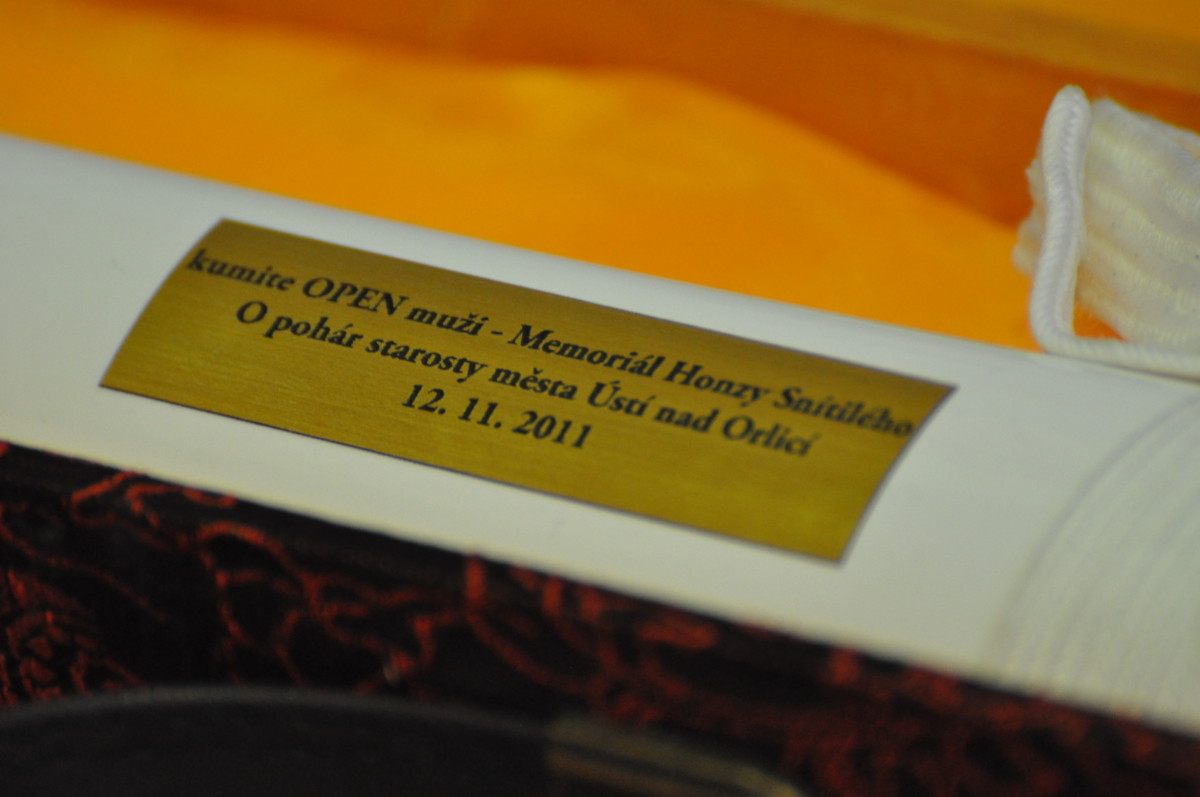 kumite OPEN muži - Memoriál Honzy Snítilého
O pohár starosty města Ústí nad Orlicí
12. 11. 2011